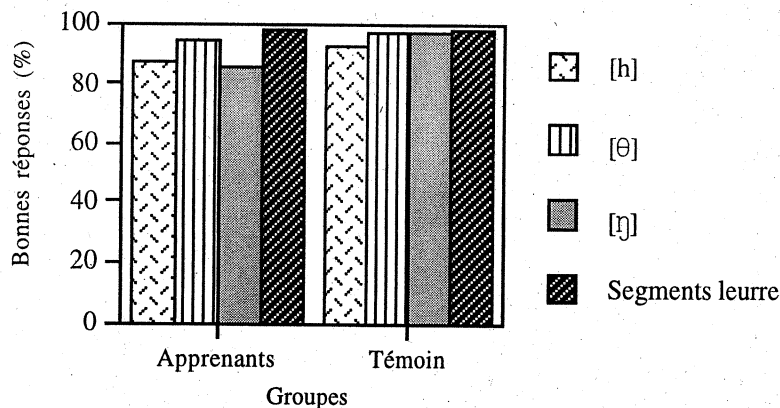 Bonnes réponses (%)
100
80
60
40
20
0
Apprenants
Témoin
Groupes
[h]
[θ]
[ŋ]
Segments leurre